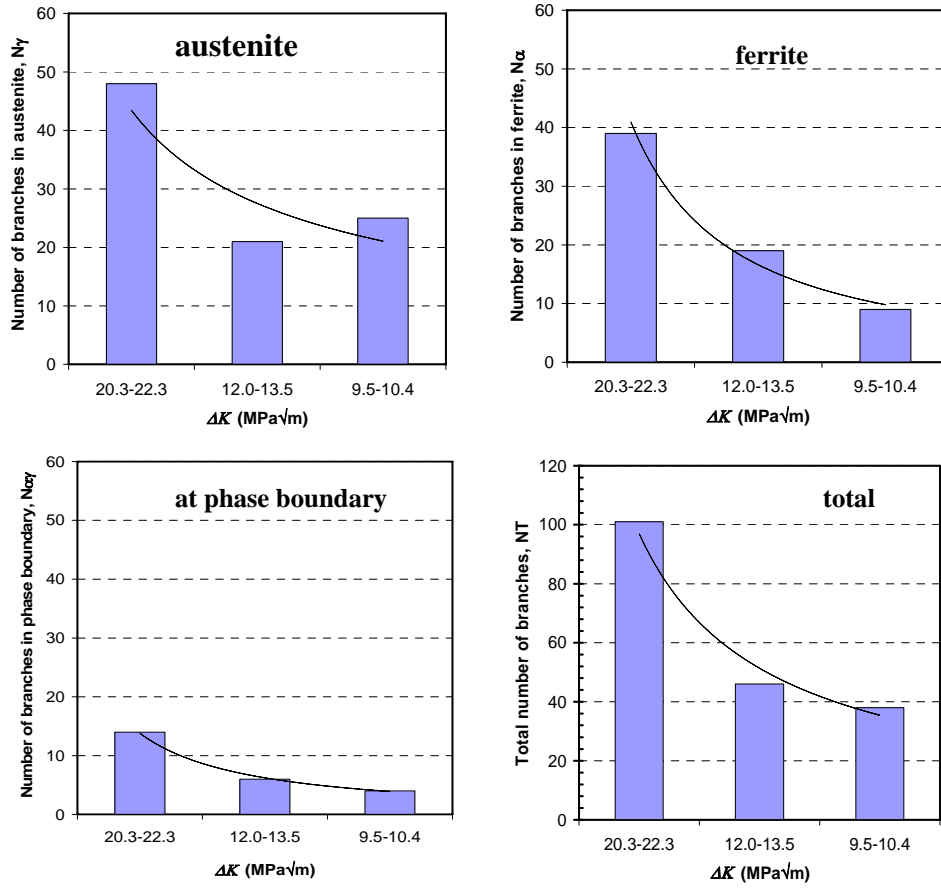 austenite
Number of branches in austenite, Nγ
60
50
40
30
20
10
0
20.3-22.3 12.0-13.5 9.5-10.4
ΔK (MPa√m)
ferrite
Number of branches in ferrite, Nα
60
50
40
30
20
10
0
20.3-22.3 12.0-13.5 9.5-10.4
ΔK (MPa√m)
at phase boundary
Number of branches in phase boundary, Nαγ
60
50
40
30
20
10
0
20.3-22.3 12.0-13.5 9.5-10.4
ΔK (MPa√m)
total
Total number of branches, NT
120
100
80
60
40
20
0
20.3-22.3 12.0-13.5 9.5-10.4
ΔK (MPa√m)